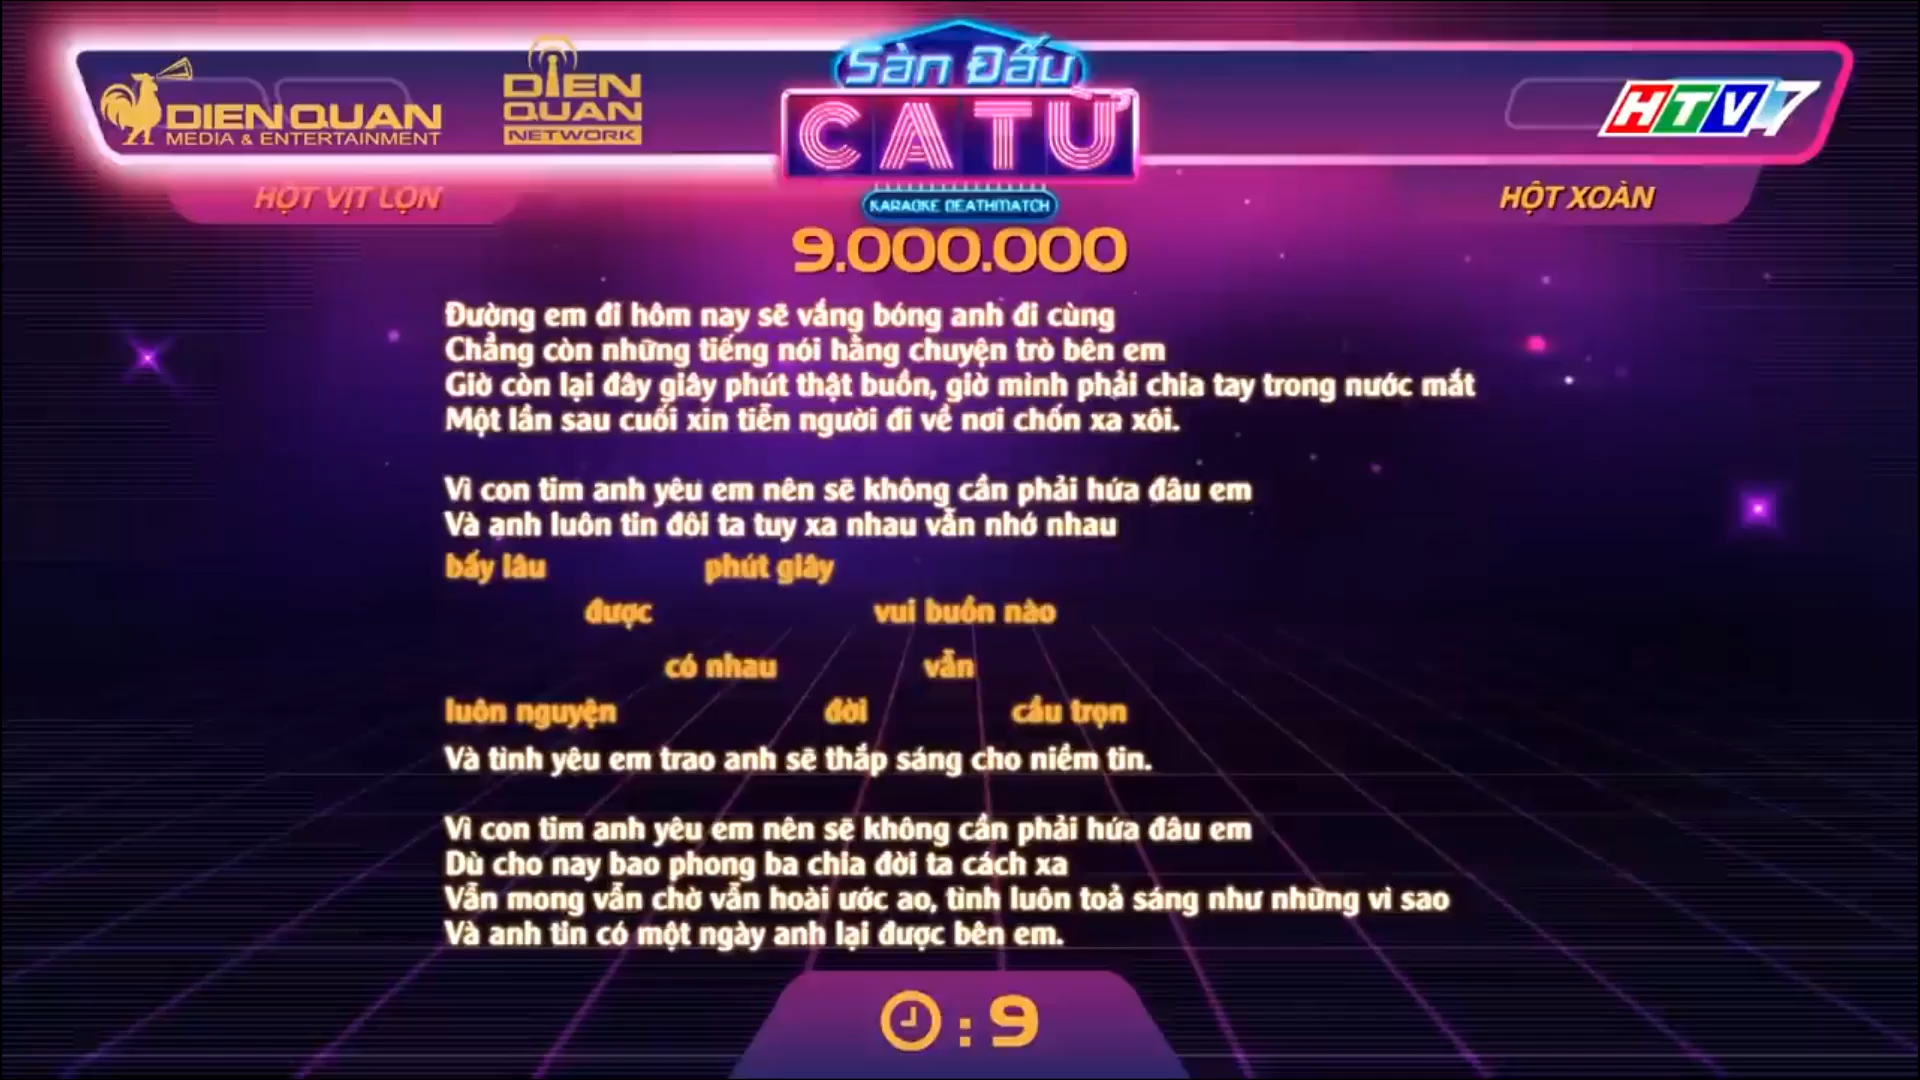 DIEN QUAN
MEDIA & ENTERTAINMENT
DIEN
QUAN
NETWORK
Sàn Đấu
CA TỪ
KARAOKE DEATHMATCH
HTV7
HỘT VỊT LỘN
HỘT XOÀN
9.000.000
Đường em đi hôm nay sẽ vắng bóng anh đi cùng
Chẳng còn những tiếng nói hằng chuyện trò bên em
Giờ còn lại đây giây phút thật buồn, giờ mình phải chia tay trong nước mắt
Một lần sau cuối xin tiễn người đi về nơi chốn xa xôi.
Vì con tim anh yêu em nên sẽ không cần phải hứa đâu em
Và anh luôn tin đôi ta tuy xa nhau vẫn nhớ nhau
bấy lâu phút giây
được vui buồn nào
có nhau vẫn
luôn nguyện đời cầu trọn
Và tình yêu em trao anh sẽ thắp sáng cho niềm tin.
Vì con tim anh yêu em nên sẽ không cần phải hứa đâu em
Dù cho nay bao phong ba chia đời ta cách xa
Vẫn mong vẫn chờ vẫn hoài ước ao, tình luôn toả sáng như những vì sao
Và anh tin có một ngày anh lại được bên em.
: 9